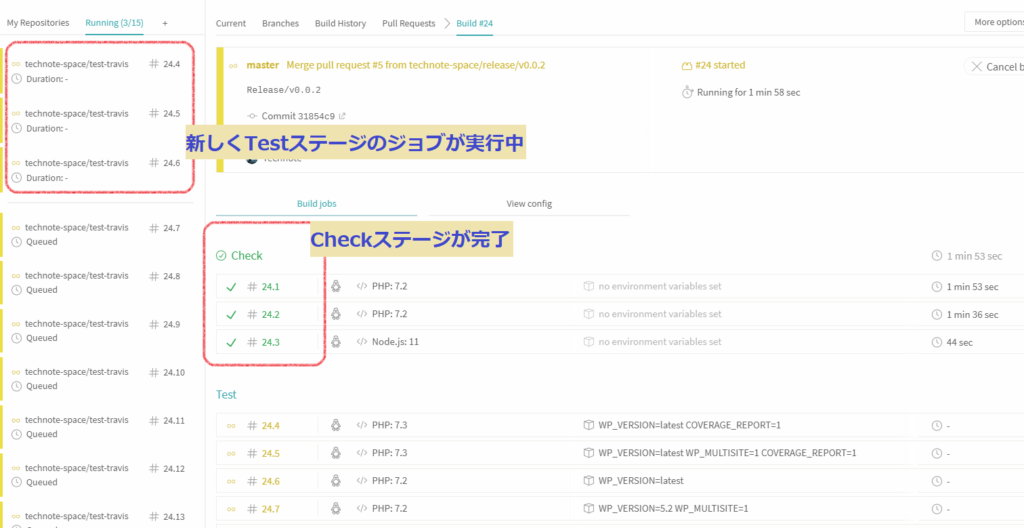 My Repositories Running (3/15) +
technote-space/test-travis # 24.4
Duration: -
technote-space/test-travis # 24.5
Duration: -
technote-space/test-travis # 24.6
Duration: -
technote-space/test-travis # 24.7
Queued
technote-space/test-travis # 24.8
Queued
technote-space/test-travis # 24.9
Queued
technote-space/test-travis # 24.10
Queued
technote-space/test-travis # 24.11
Queued
technote-space/test-travis # 24.12
Queued
technote-space/test-travis # 24.13
Current Branches Build History Pull Requests Build #24 More options
master Merge pull request #5 from technote-space/release/v0.0.2
#24 started
Cancel b
Release/v0.0.2
Running for 1 min 58 sec
Commit 31854c9
新しくTestステージのジョブが実行中
Build jobs View config
Checkステージが完了
Check 1 min 53 sec
# 24.1 PHP: 7.2 no environment variables set 1 min 53 sec
# 24.2 PHP: 7.2 no environment variables set 1 min 36 sec
# 24.3 Node.js: 11 no environment variables set 44 sec
Test
# 24.4 PHP: 7.3 WP_VERSION=latest COVERAGE_REPORT=1 -
# 24.5 PHP: 7.3 WP_VERSION=latest WP_MULTISITE=1 COVERAGE_REPORT=1 -
# 24.6 PHP: 7.2 WP_VERSION=latest -
# 24.7 PHP: 7.2 WP_VERSION=5.2 WP_MULTISITE=1 -